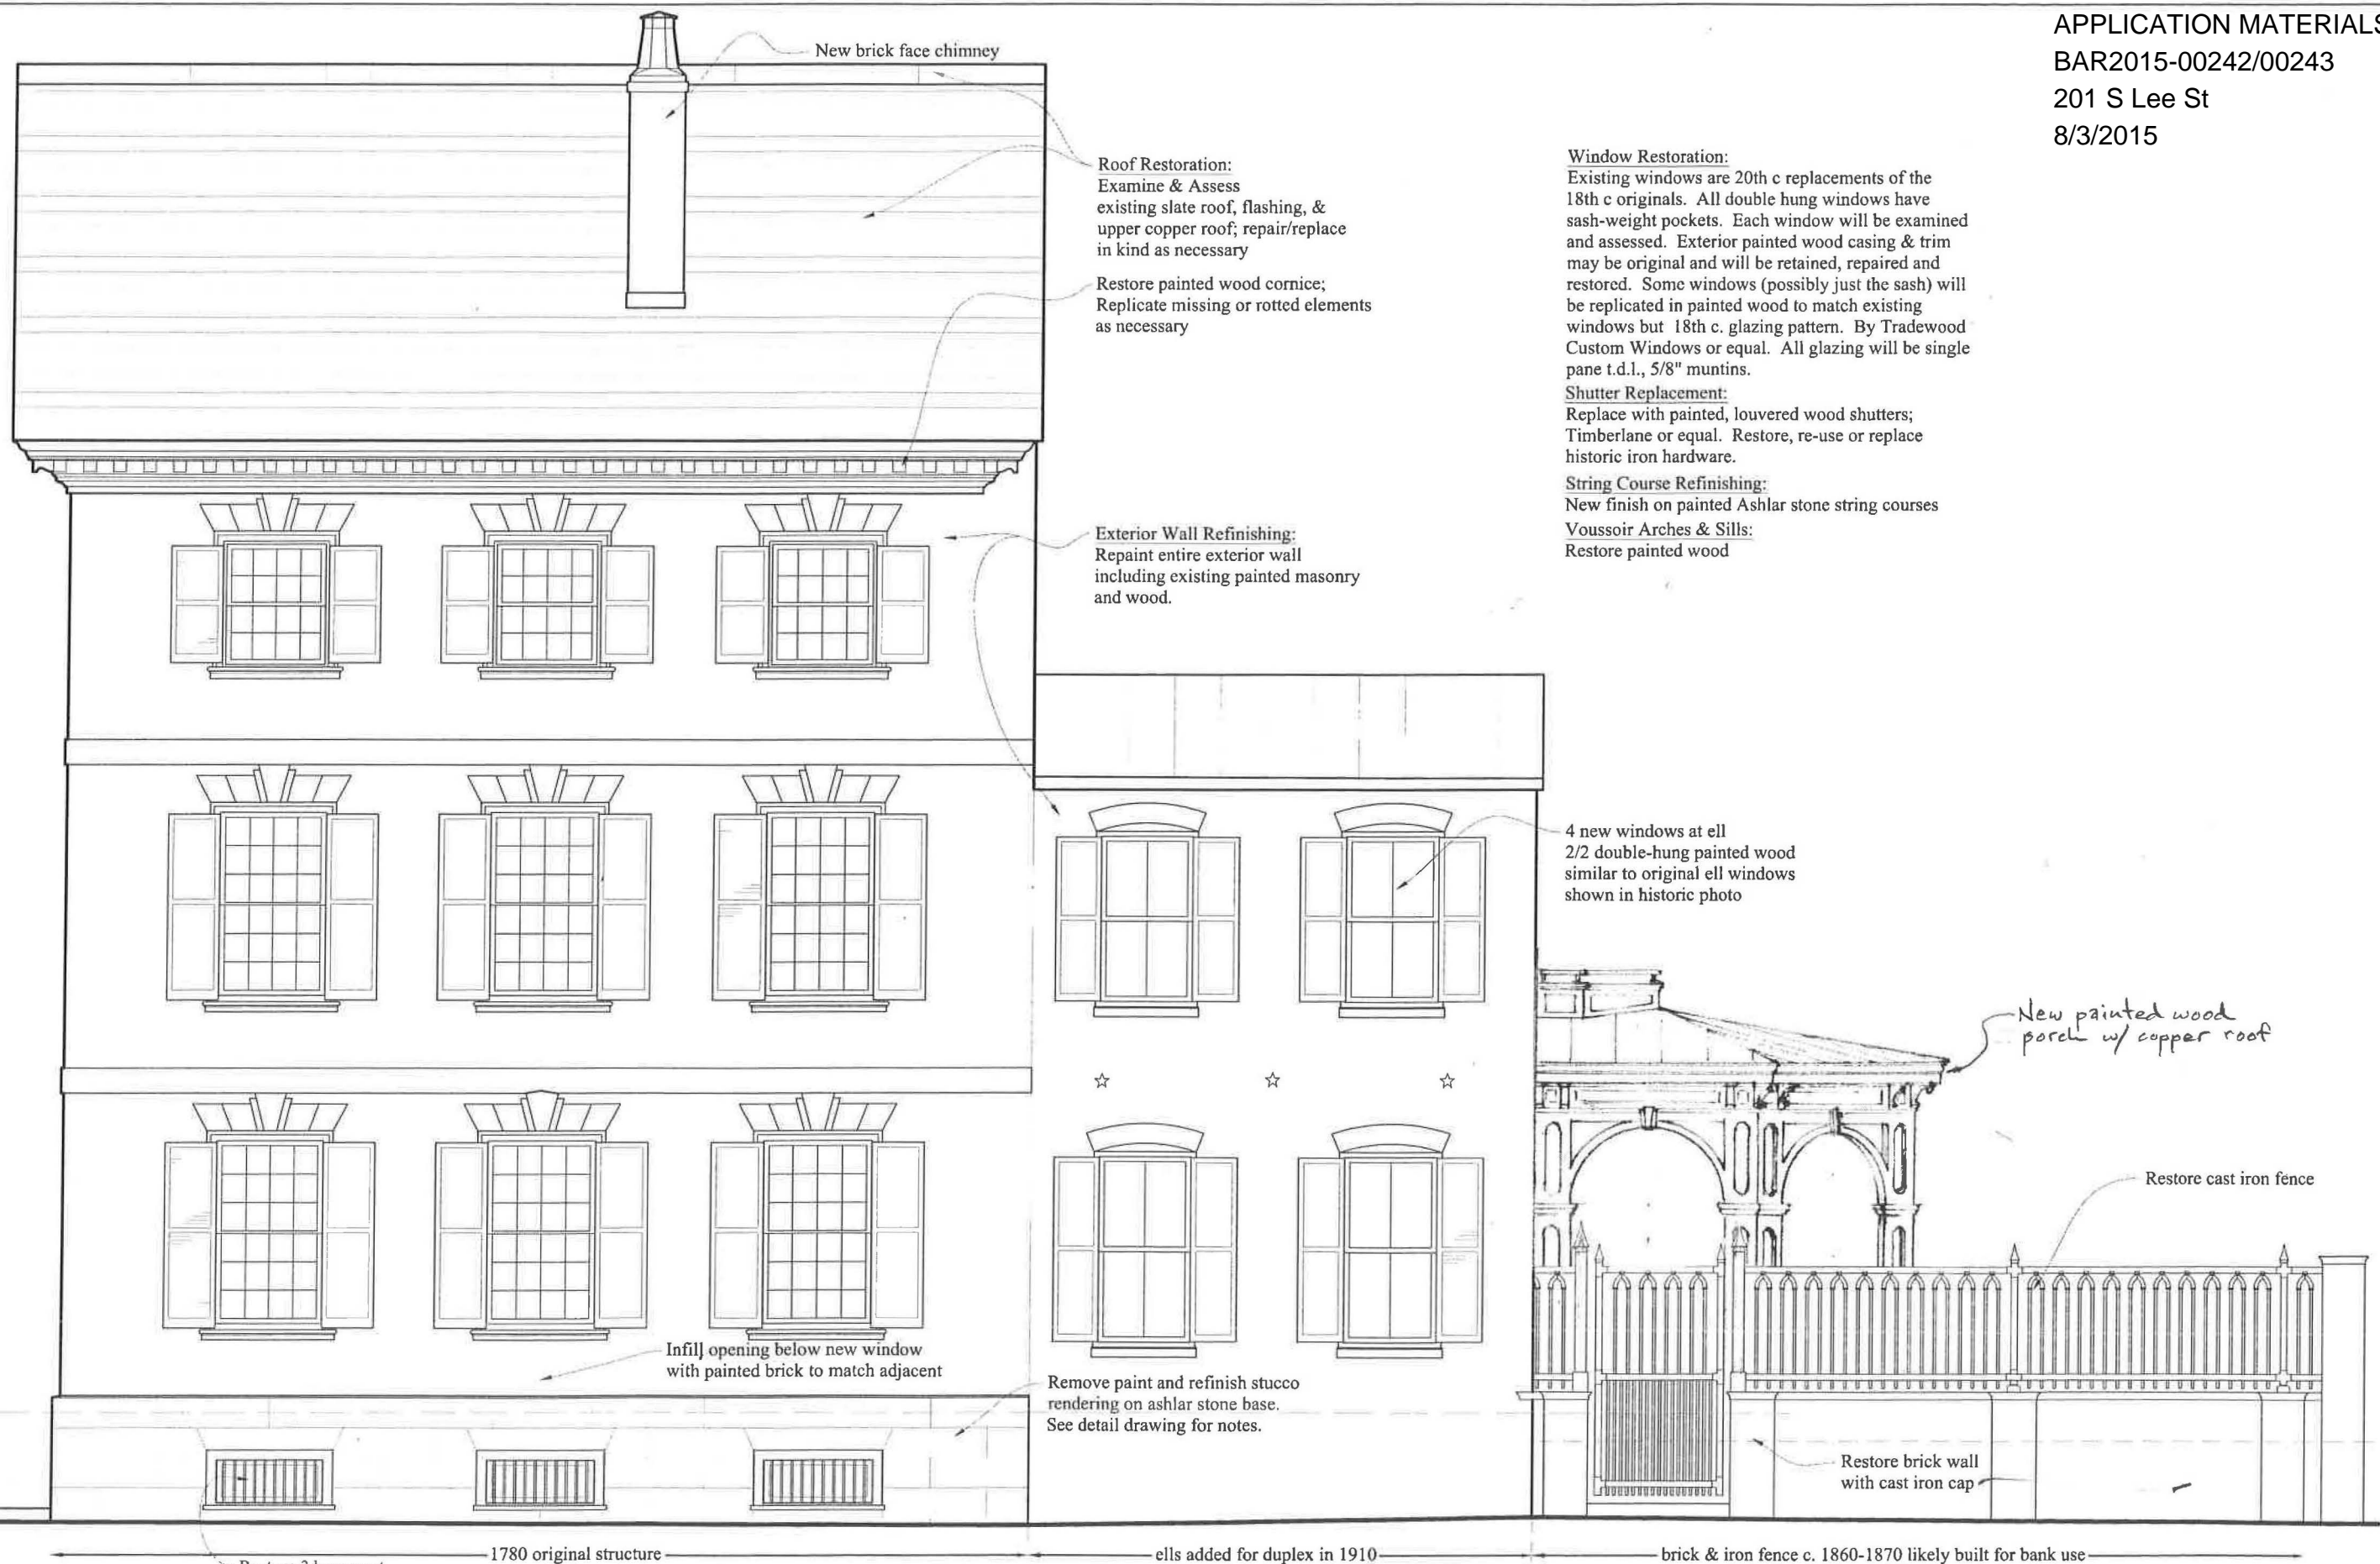 APPLICATION MATERIALS
BAR2015-00242/00243
201 S Lee St
8/3/2015
New brick face chimney
Roof Restoration:
Examine & Assess
existing slate roof, flashing, &
upper copper roof; repair/replace
in kind as necessary
Restore painted wood cornice;
Replicate missing or rotted elements
as necessary
Window Restoration:
Existing windows are 20th c replacements of the
18th c originals. All double hung windows have
sash-weight pockets. Each window will be examined
and assessed. Exterior painted wood casing & trim
may be original and will be retained, repaired and
restored. Some windows (possibly just the sash) will
be replicated in painted wood to match existing
windows but 18th c. glazing pattern. By Tradewood
Custom Windows or equal. All glazing will be single
pane t.d.l., 5/8" muntins.
Shutter Replacement:
Replace with painted, louvered wood shutters;
Timberlane or equal. Restore, re-use or replace
historic iron hardware.
String Course Refinishing:
New finish on painted Ashlar stone string courses
Voussoir Arches & Sills:
Restore painted wood
Exterior Wall Refinishing:
Repaint entire exterior wall
including existing painted masonry
and wood.
4 new windows at ell
2/2 double-hung painted wood
similar to original ell windows
shown in historic photo
New painted wood
porch w/ copper roof
Restore cast iron fence
Infill opening below new window
with painted brick to match adjacent
Remove paint and refinish stucco
rendering on ashlar stone base.
See detail drawing for notes.
Restore brick wall
with cast iron cap
1780 original structure
ells added for duplex in 1910
brick & iron fence c. 1860-1870 likely built for bank use